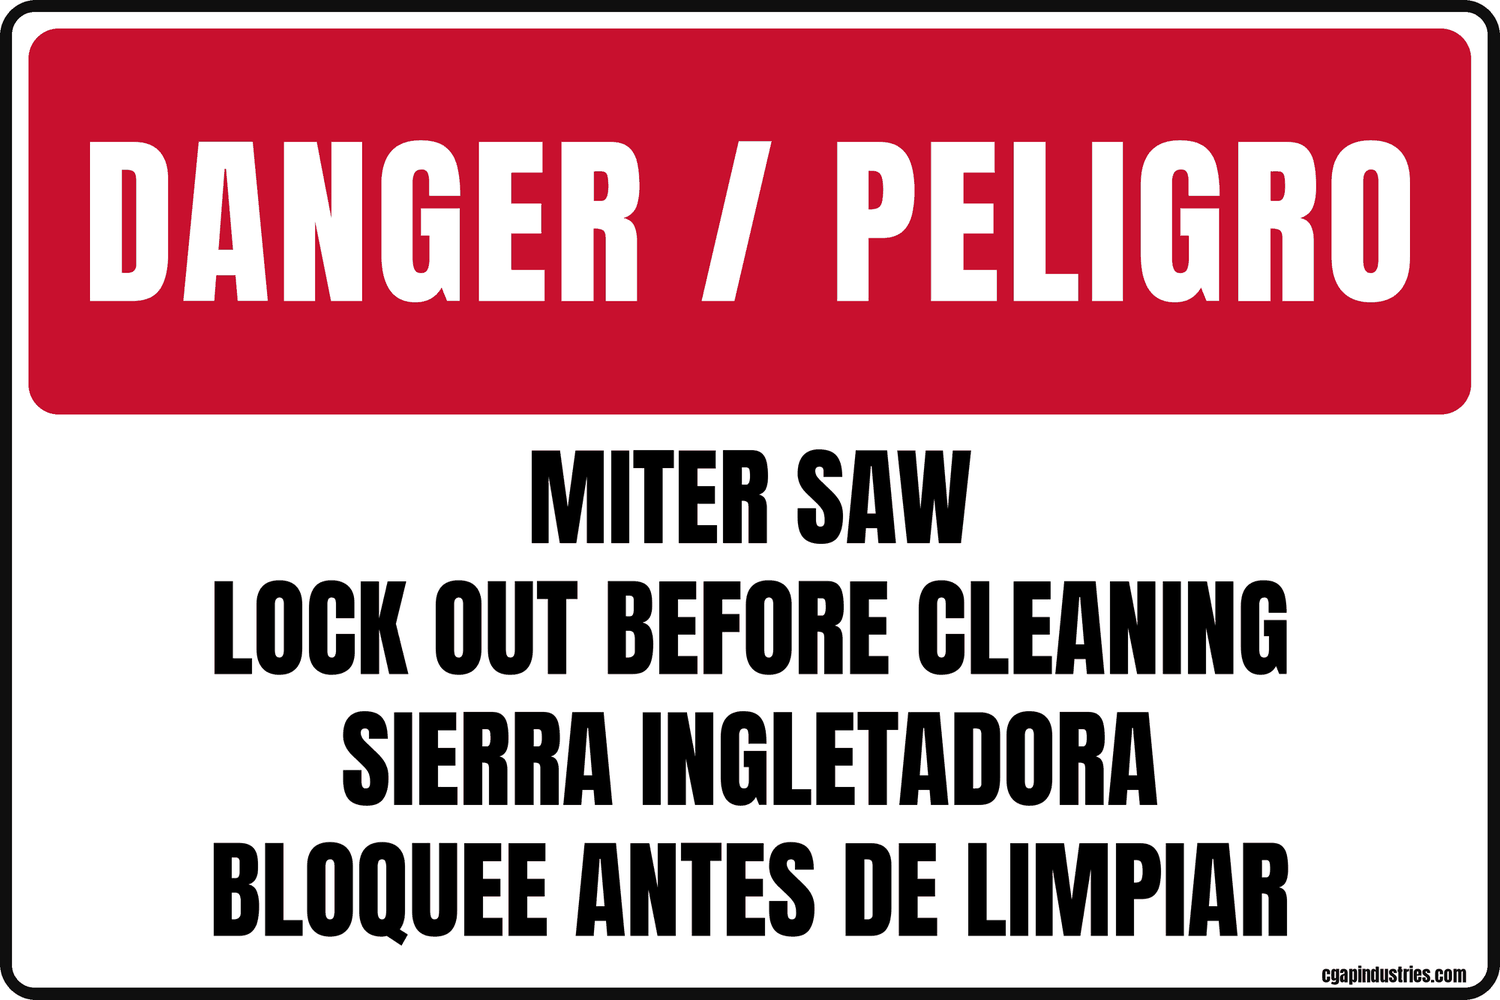 DANGER / PELIGRO
MITER SAW
LOCK OUT BEFORE CLEANING
SIERRA INGLETADORA
BLOQUEE ANTES DE LIMPIAR
cgapindustries.com